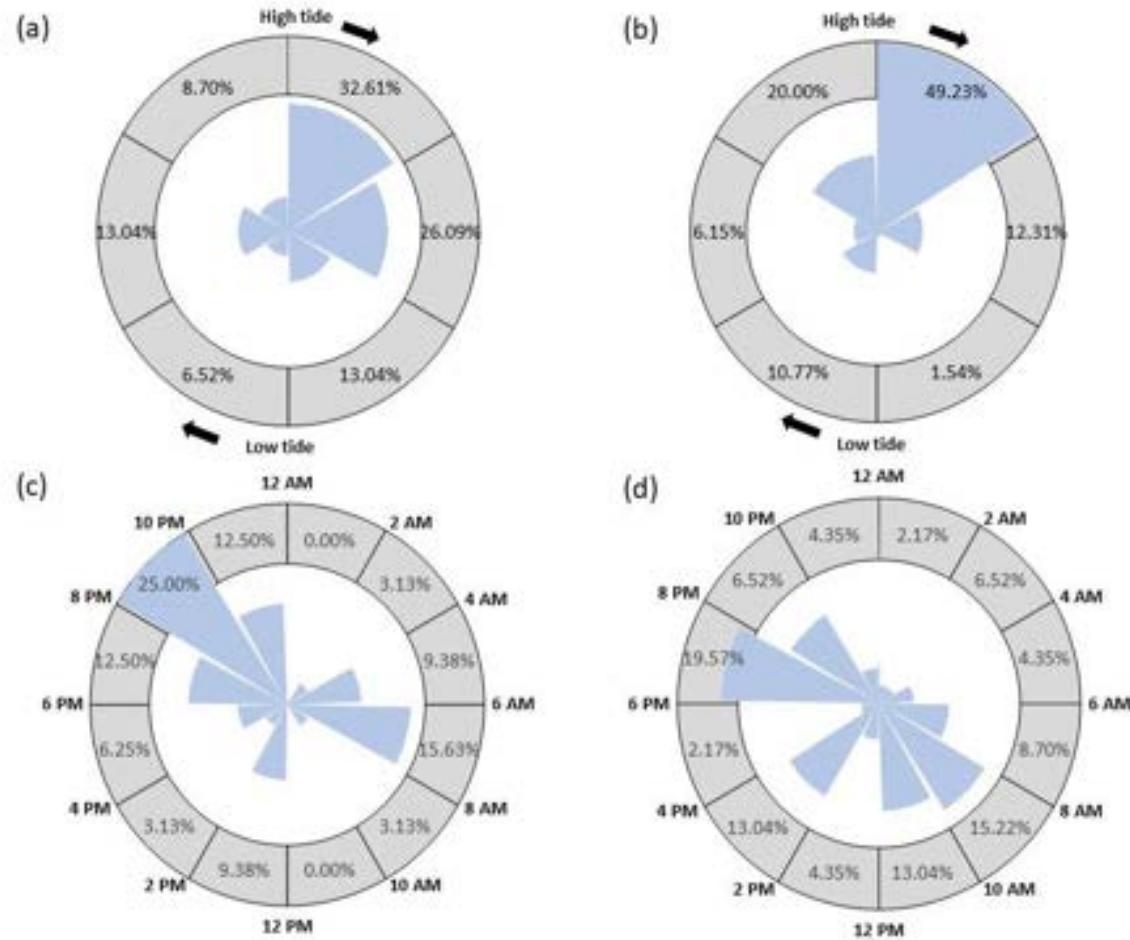 (a)
High tide
8.70%
32.61%
13.04%
26.09%
6.52%
13.04%
Low tide
(b)
High tide
20.00%
49.23%
6.15%
12.31%
10.77%
1.54%
Low tide
(c)
12 AM
10 PM
2 AM
12.50%
0.00%
25.00%
3.13%
8 PM
4 AM
12.50%
9.38%
6 PM
6 AM
6.25%
15.63%
4 PM
8 AM
3.13%
3.13%
9.38%
0.00%
2 PM
10 AM
12 PM
(d)
12 AM
10 PM
2 AM
4.35%
2.17%
6.52%
6.52%
8 PM
4 AM
19.57%
4.35%
6 PM
6 AM
2.17%
8.70%
4 PM
8 AM
13.04%
15.22%
4.35%
13.04%
2 PM
10 AM
12 PM